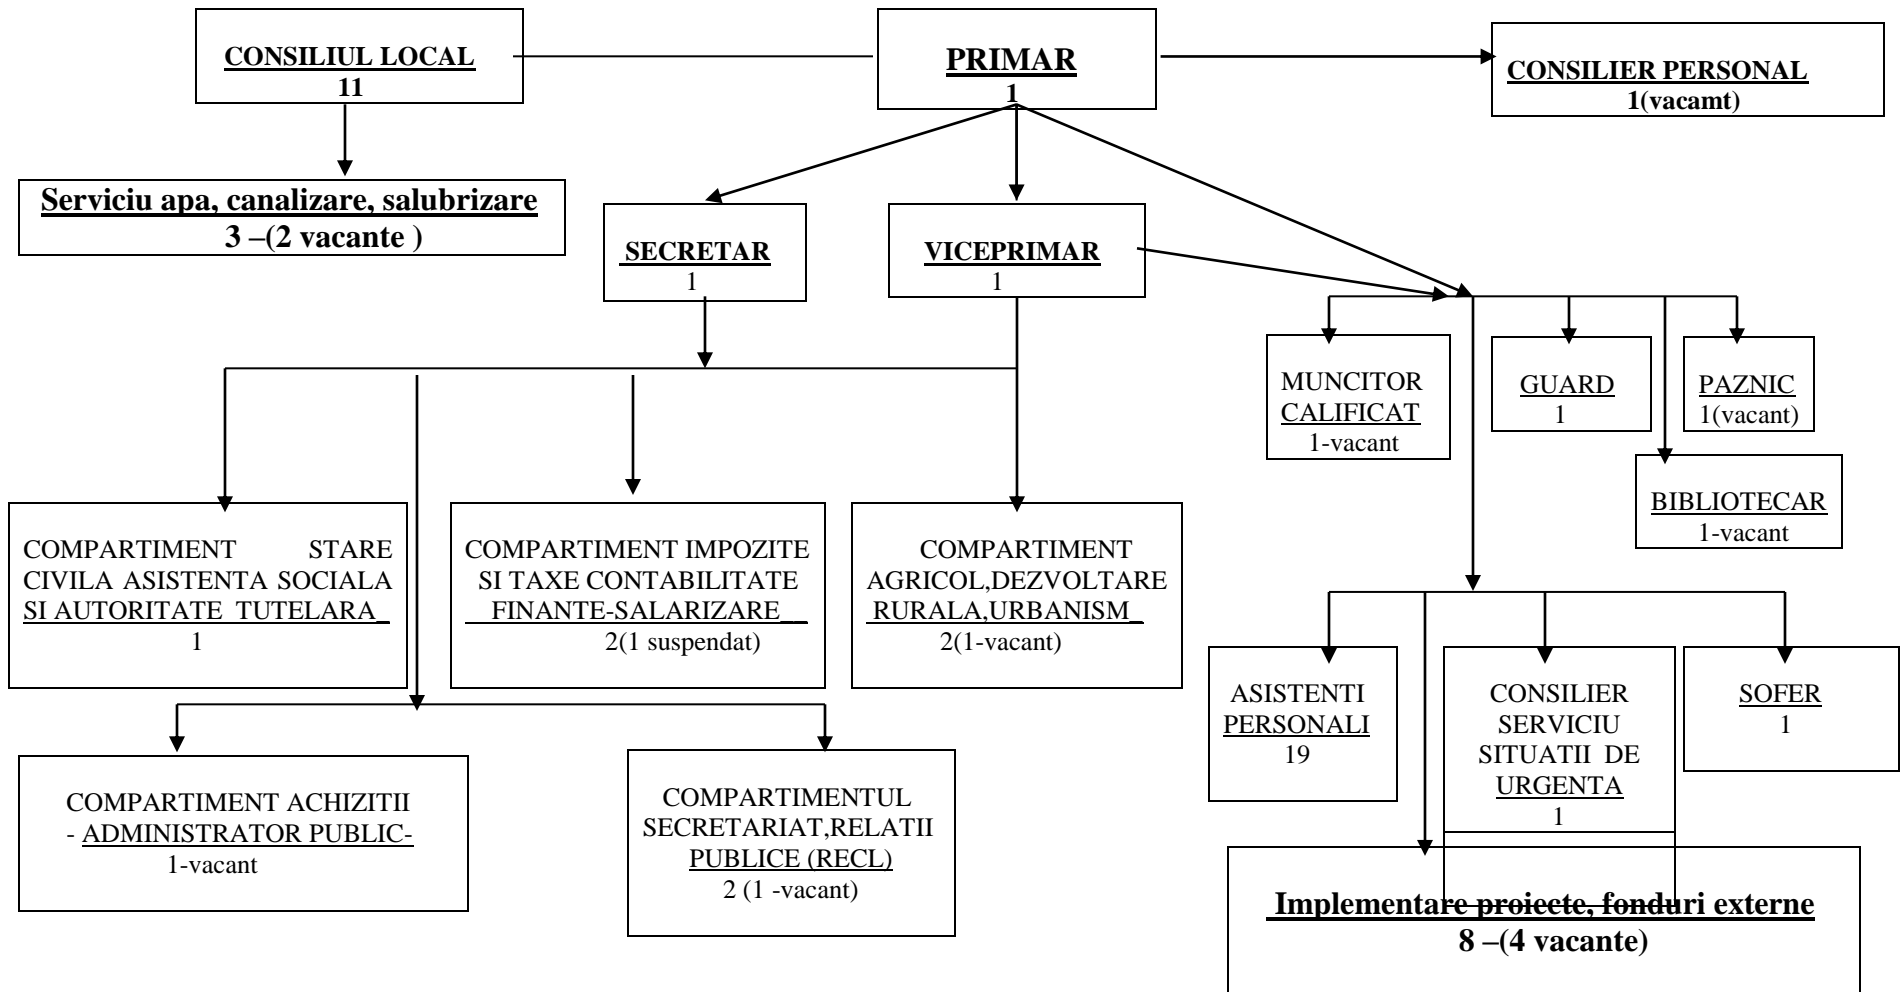 CONSILIUL LOCAL
11
PRIMAR
1
CONSILIER PERSONAL
1(vacamt)
Serviciu apa, canalizare, salubrizare
3 –(2 vacante )
SECRETAR
1
VICEPRIMAR
1
MUNCITOR
CALIFICAT
1-vacant
GUARD
1
PAZNIC
1(vacant)
BIBLIOTECAR
1-vacant
COMPARTIMENT STARE
CIVILA ASISTENTA SOCIALA
SI AUTORITATE TUTELARA_
1
COMPARTIMENT IMPOZITE
SI TAXE CONTABILITATE
FINANTE-SALARIZARE__
2(1 suspendat)
COMPARTIMENT
AGRICOL,DEZVOLTARE
RURALA,URBANISM_
2(1-vacant)
ASISTENTI
PERSONALI
19
CONSILIER
SERVICIU
SITUATII DE
URGENTA
1
SOFER
1
COMPARTIMENT ACHIZITII
- ADMINISTRATOR PUBLIC-
1-vacant
COMPARTIMENTUL
SECRETARIAT,RELATII
PUBLICE (RECL)
2 (1 -vacant)
Implementare proiecte, fonduri externe
8 –(4 vacante)